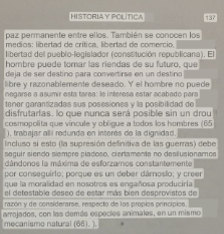 HISTORIA Y POLÍTICA 137
paz permanente entre ellos. También se conocen los
medios: libertad de crítica, libertad de comercio,
libertad del pueblo-legislador (constitución republicana). El
hombre puede tomar las riendas de su futuro, que
deja de ser destino para convertirse en un destino
libre y razonablemente deseado. Y el hombre no puede
negarse a asumir esta tarea: le interesa estar acabado para
tener garantizadas sus posesiones y la posibilidad de
disfrutarlas. lo que nunca será posible sin un drou
cosmopolita que vincule y obligue a todos los hombres (65
), trabajar allí redunda en interés de la dignidad.
Incluso si esto (la supresión definitiva de las guerras) debe
seguir siendo siempre piadoso, ciertamente no desilusionarnos
dándonos la máxima de esforzarnos constantemente
por conseguirlo; porque es un deber dárnoslo; y creer
que la moralidad en nosotros es engañosa produciría
el detestable deseo de estar más bien desprovistos de
razón y de considerarse, respecto de los propios principios,
arrojados, con las demás especies animales, en un mismo
mecanismo natural (66). ).